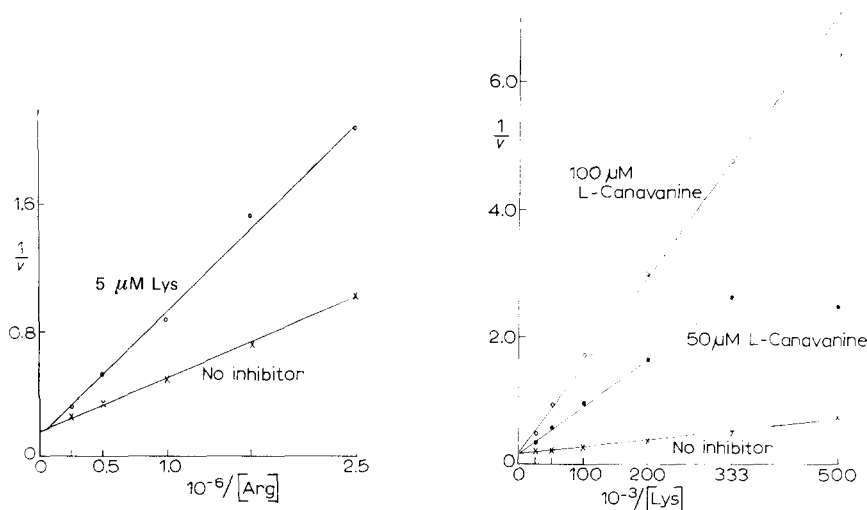 1.6
1
v
0.8
0
5 μM Lys
No inhibitor
0 0.5 1.0 2.5
10⁻⁶/[Arg]
6.0
1
v
4.0
2.0
0
100 μM
L-Canavanine
50μM L-Canavanine
No inhibitor
0 100 200 333 500
10⁻³/[Lys]